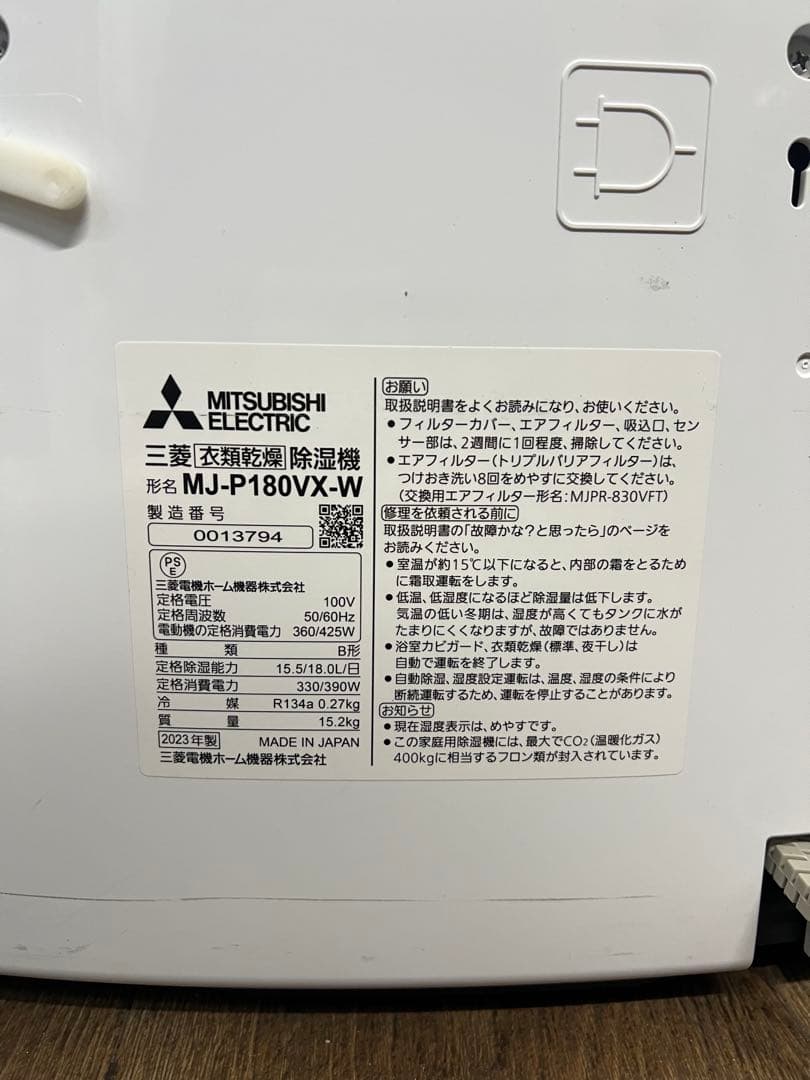 MITSUBISHI
ELECTRIC
三菱 衣類乾燥 除湿機
形名 MJ-P180VX-W
製造番号
0013794
PS
E
三菱電機ホーム機器株式会社
定格電圧 100V
定格周波数 50/60Hz
電動機の定格消費電力 360/425W
種類 B形
定格除湿能力 15.5/18.0L/日
定格消費電力 330/390W
冷媒 R134a 0.27kg
質量 15.2kg
2023年製 MADE IN JAPAN
三菱電機ホーム機器株式会社
お願い
取扱説明書をよくお読みになり、お使いください。
●フィルターカバー、エアフィルター、吸込口、セン
サー部は、2週間に1回程度、掃除してください。
●エアフィルター(トリプルバリアフィルター)は、
つけおき洗い8回をめやすに交換してください。
(交換用エアフィルター形名:MJPR-830VFT)
修理を依頼される前に
取扱説明書の「故障かな?と思ったら」のページを
お読みください。
●室温が約15℃以下になると、内部の霜をとるため
に霜取運転をします。
●低温、低湿度になるほど除湿量は低下します。
気温の低い冬期は、湿度が高くてもタンクに水が
たまりにくくなりますが、故障ではありません。
●浴室カビガード、衣類乾燥(標準、夜干し)は
自動で運転を終了します。
●自動除湿、湿度設定運転は、温度、湿度の条件により
断続運転するため、運転を停止することがあります。
お知らせ
●現在湿度表示は、めやすです。
●この家庭用除湿機には、最大でCO₂(温暖化ガス)
400kgに相当するフロン類が封入されています。